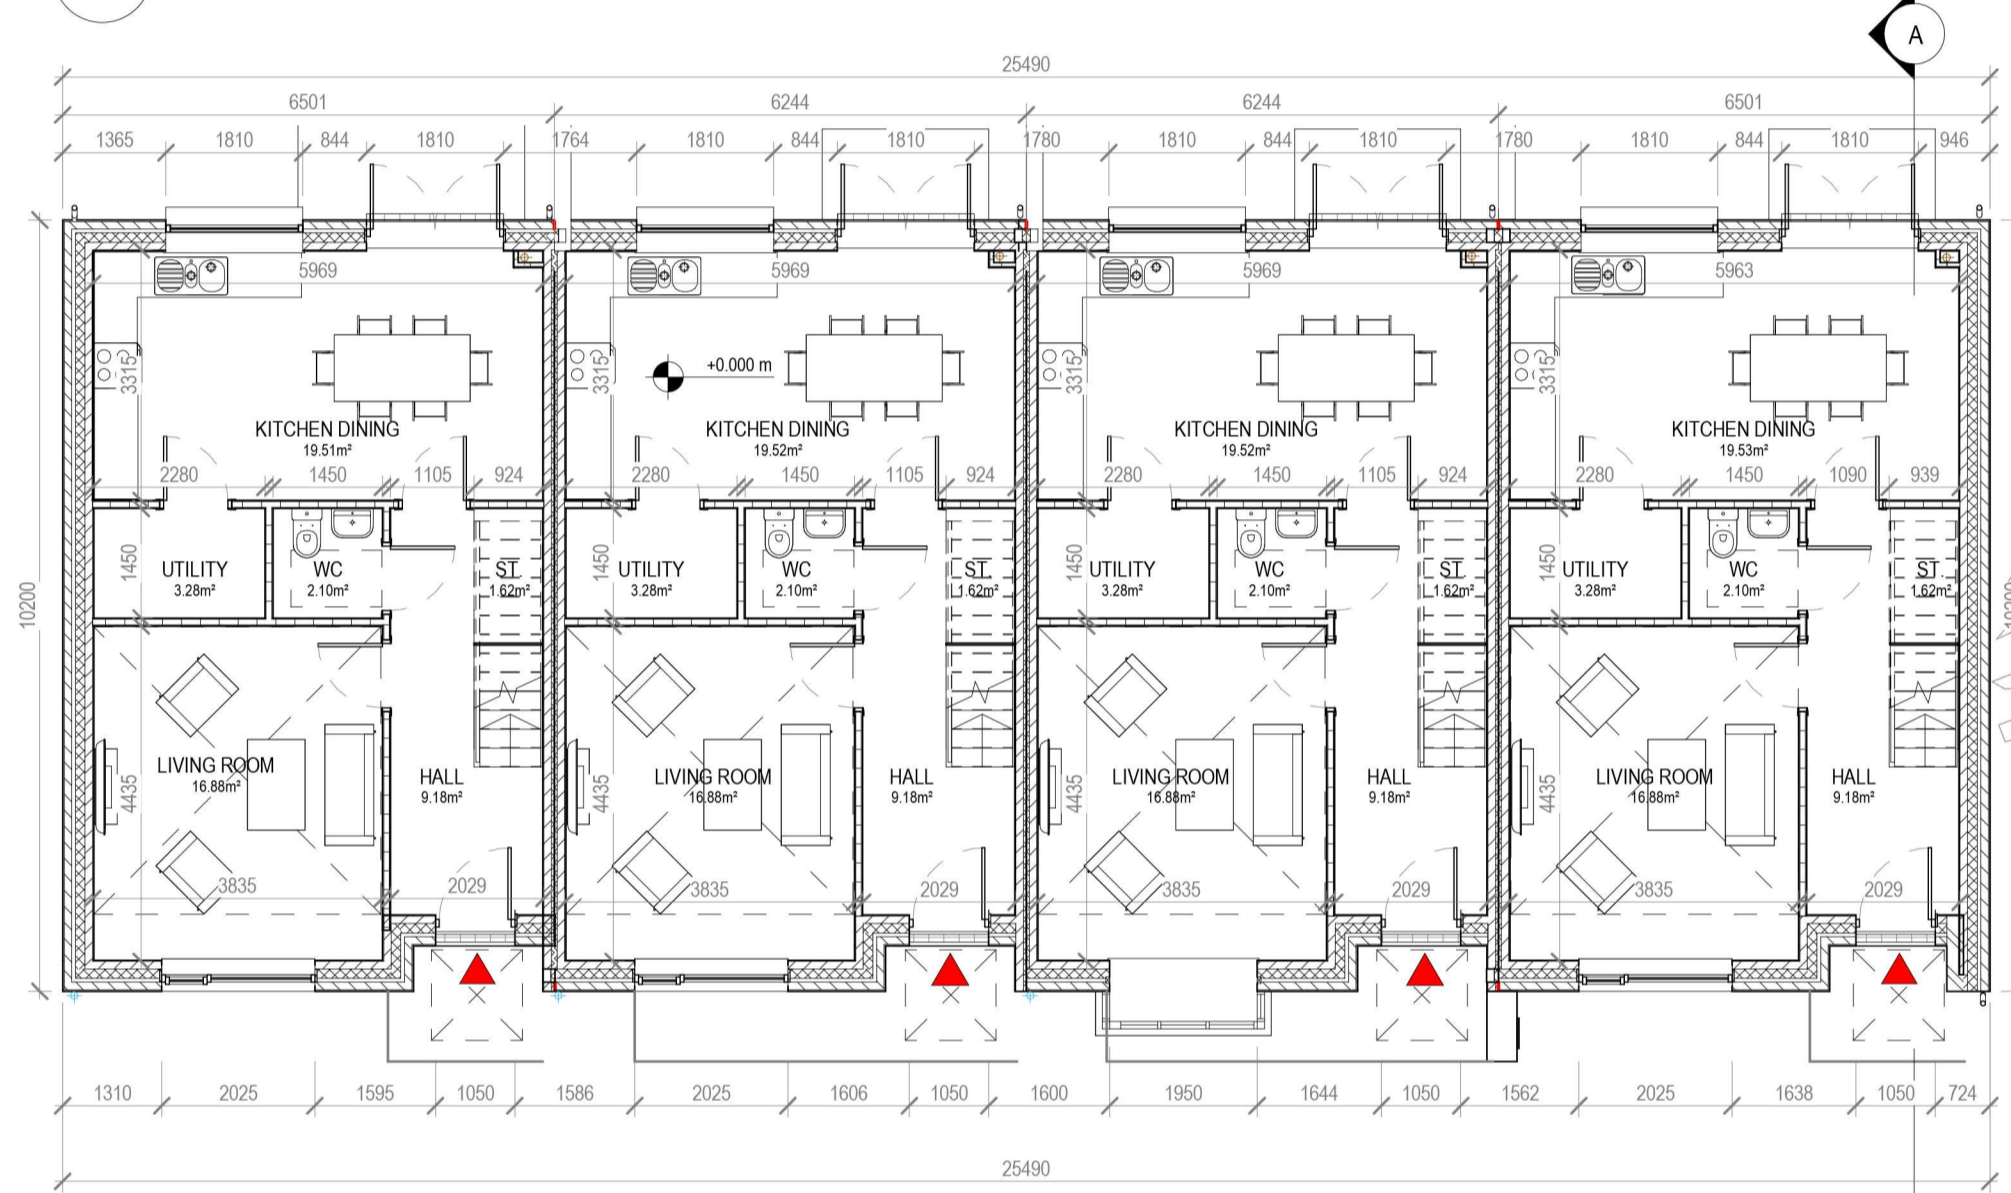 A
25490
6501 6244 6244 6501
1365 1810 844 1810 1764 1810 844 1810 1780 1810 844 1810 1780 1810 844 1810 946
5969 5969 5969 5963
3315 3315 3315 3315
+0.000 m
KITCHEN DINING KITCHEN DINING KITCHEN DINING KITCHEN DINING
19.51m² 19.52m² 19.52m² 19.53m²
2280 1450 1105 924 2280 1450 1105 924 2280 1450 1105 924 2280 1450 1090 939
1450 1450 1450 1450
UTILITY WC ST. UTILITY WC ST. UTILITY WC ST. UTILITY WC ST.
3.28m² 2.10m² 1.62m² 3.28m² 2.10m² 1.62m² 3.28m² 2.10m² 1.62m² 3.28m² 2.10m² 1.62m²
10200 10200
LIVING ROOM HALL LIVING ROOM HALL LIVING ROOM HALL LIVING ROOM HALL
16.88m² 9.18m² 16.88m² 9.18m² 16.88m² 9.18m² 16.88m² 9.18m²
4435 4435 4435 4435
3835 2029 3835 2029 3835 2029 3835 2029
1310 2025 1595 1050 1586 2025 1606 1050 1600 1950 1644 1050 1562 2025 1638 1050 724
25490